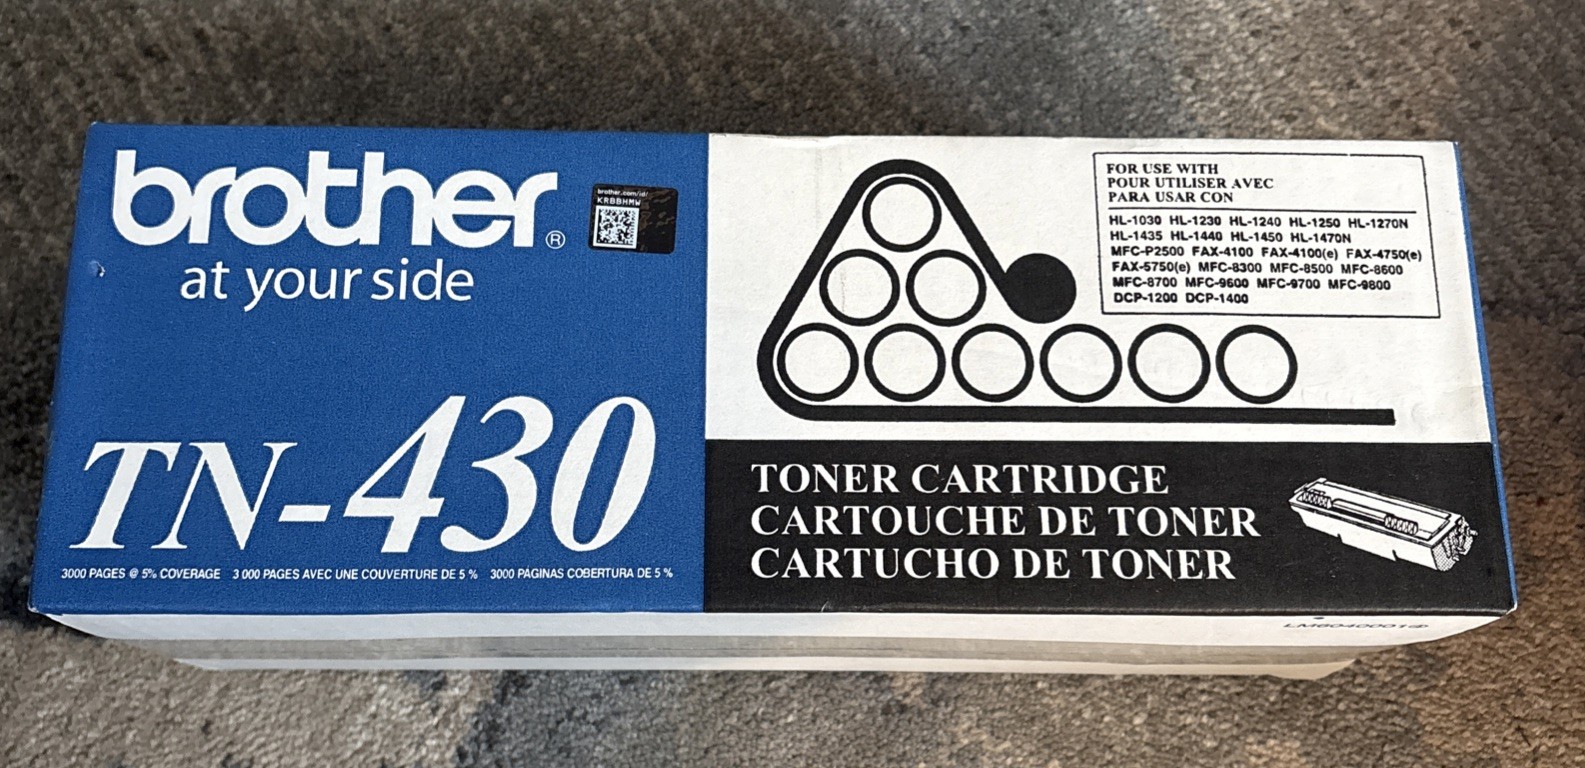 brother®
at your side
brother.com/id/
KRBBHMW
TN-430
3000 PAGES @ 5% COVERAGE 3 000 PAGES AVEC UNE COUVERTURE DE 5 % 3000 PAGINAS COBERTURA DE 5 %
FOR USE WITH
POUR UTILISER AVEC
PARA USAR CON
HL-1030 HL-1230 HL-1240 HL-1250 HL-1270N
HL-1435 HL-1440 HL-1450 HL-1470N
MFC-P2500 FAX-4100 FAX-4100(e) FAX-4750(e)
FAX-5750(e) MFC-8300 MFC-8500 MFC-8600
MFC-8700 MFC-9600 MFC-9700 MFC-9800
DCP-1200 DCP-1400
TONER CARTRIDGE
CARTOUCHE DE TONER
CARTUCHO DE TONER